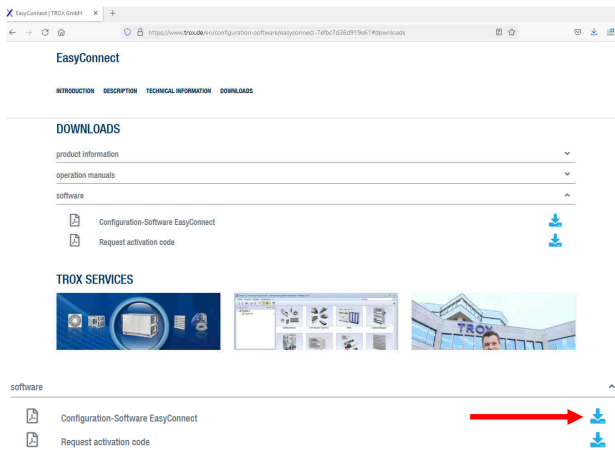 EasyConnect | TROX GmbH
https://www.trox.de/en/configuration-software/easyconnect-7efbc7d36d919e61#downloads
EasyConnect
INTRODUCTION DESCRIPTION TECHNICAL INFORMATION DOWNLOADS
DOWNLOADS
product information
operation manuals
software
Configuration-Software EasyConnect
Request activation code
TROX SERVICES
TROX
software
Configuration-Software EasyConnect
Request activation code